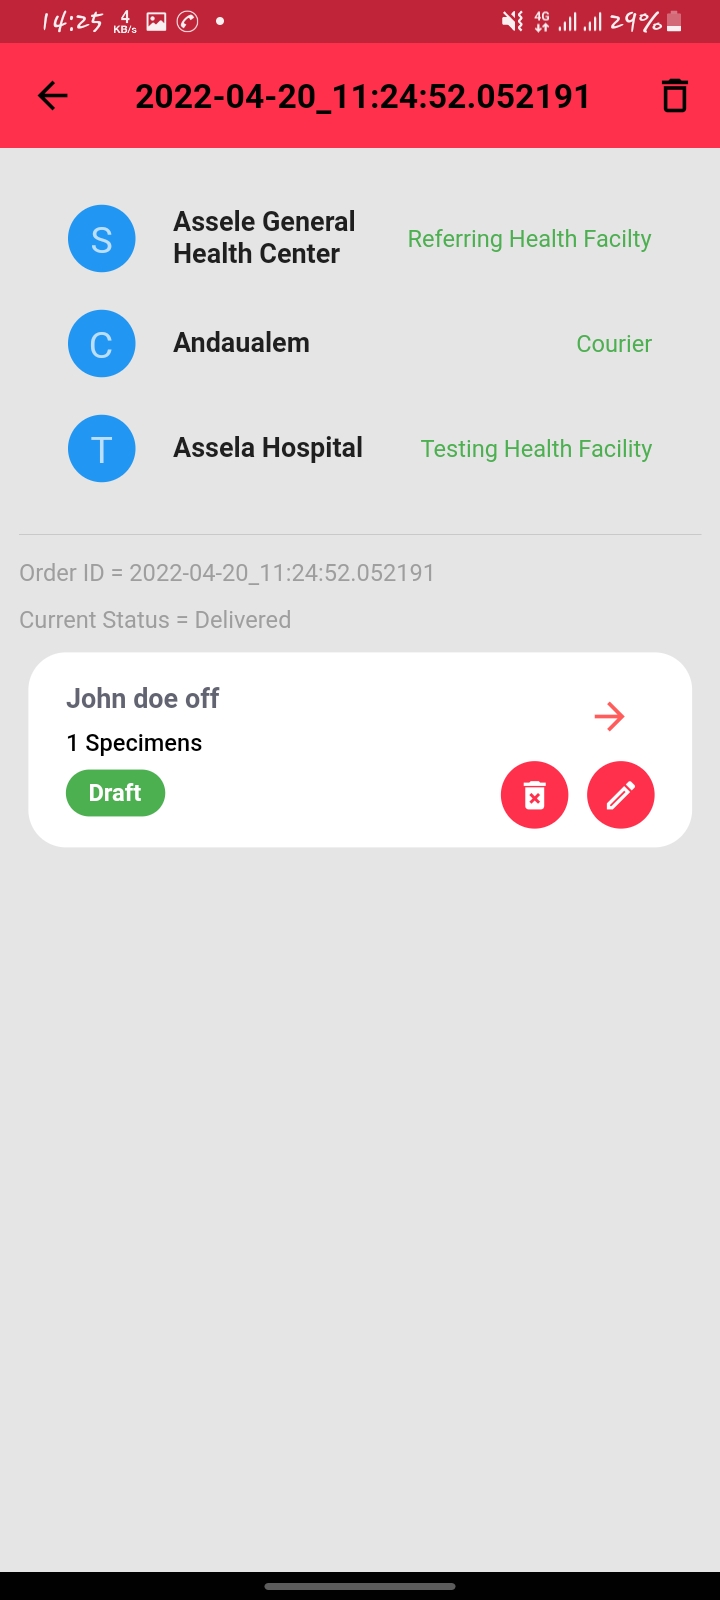 14:25 4 KB/s 4G 29%
2022-04-20_11:24:52.052191
S Assele General Health Center Referring Health Facilty
C Andaualem Courier
T Assela Hospital Testing Health Facility
Order ID = 2022-04-20_11:24:52.052191
Current Status = Delivered
John doe off
1 Specimens
Draft